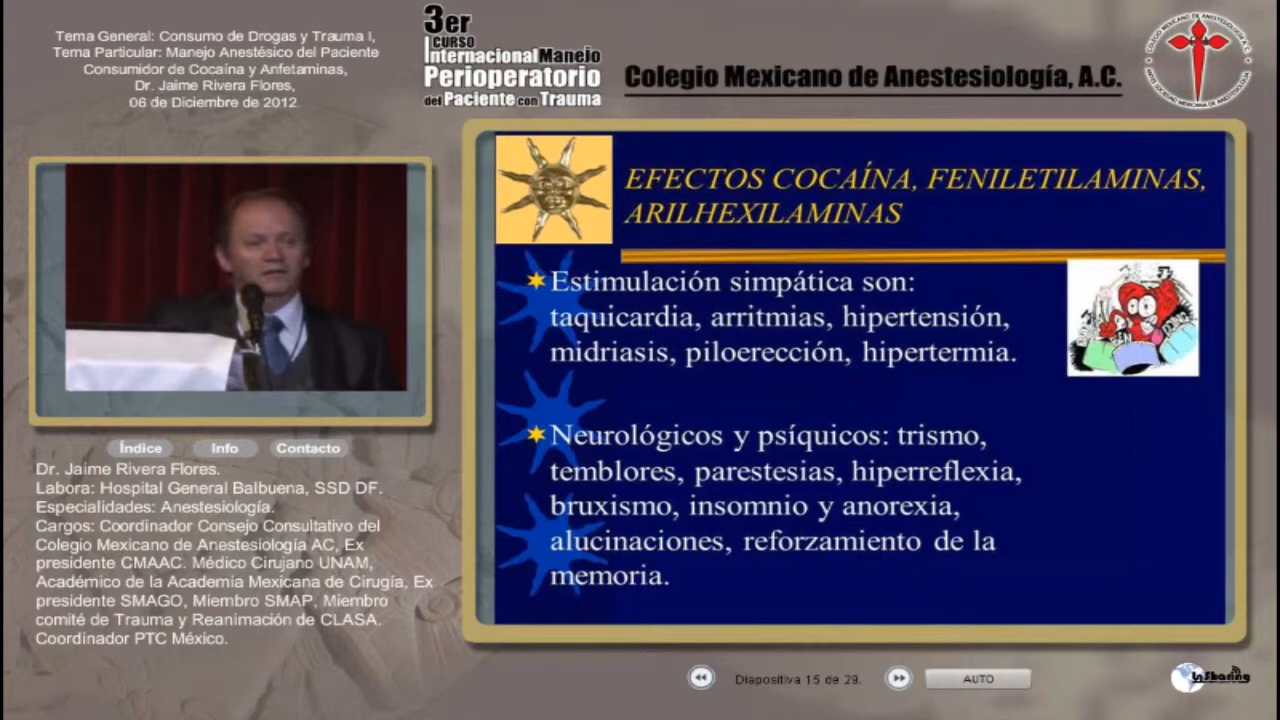 Tema General: Consumo de Drogas y Trauma I,
Tema Particular: Manejo Anestésico del Paciente
Consumidor de Cocaína y Anfetaminas,
Dr. Jaime Rivera Flores,
06 de Diciembre de 2012.
3er
CURSO
Internacional Manejo
Perioperatorio
del Paciente con Trauma
Colegio Mexicano de Anestesiología, A.C.
EFECTOS COCAÍNA, FENILETILAMINAS,
ARILHEXILAMINAS
Estimulación simpática son:
taquicardia, arritmias, hipertensión,
midriasis, piloerección, hipertermia.
Neurológicos y psíquicos: trismo,
temblores, parestesias, hiperreflexia,
bruxismo, insomnio y anorexia,
alucinaciones, reforzamiento de la
memoria.
Índice Info Contacto
Dr. Jaime Rivera Flores.
Labora: Hospital General Balbuena, SSD DF.
Especialidades: Anestesiología.
Cargos: Coordinador Consejo Consultativo del
Colegio Mexicano de Anestesiología AC, Ex
presidente CMAAC. Médico Cirujano UNAM,
Académico de la Academia Mexicana de Cirugía, Ex
presidente SMAGO, Miembro SMAP, Miembro
comité de Trauma y Reanimación de CLASA.
Coordinador PTC México.
Diapositiva 15 de 29.
AUTO
InSharing